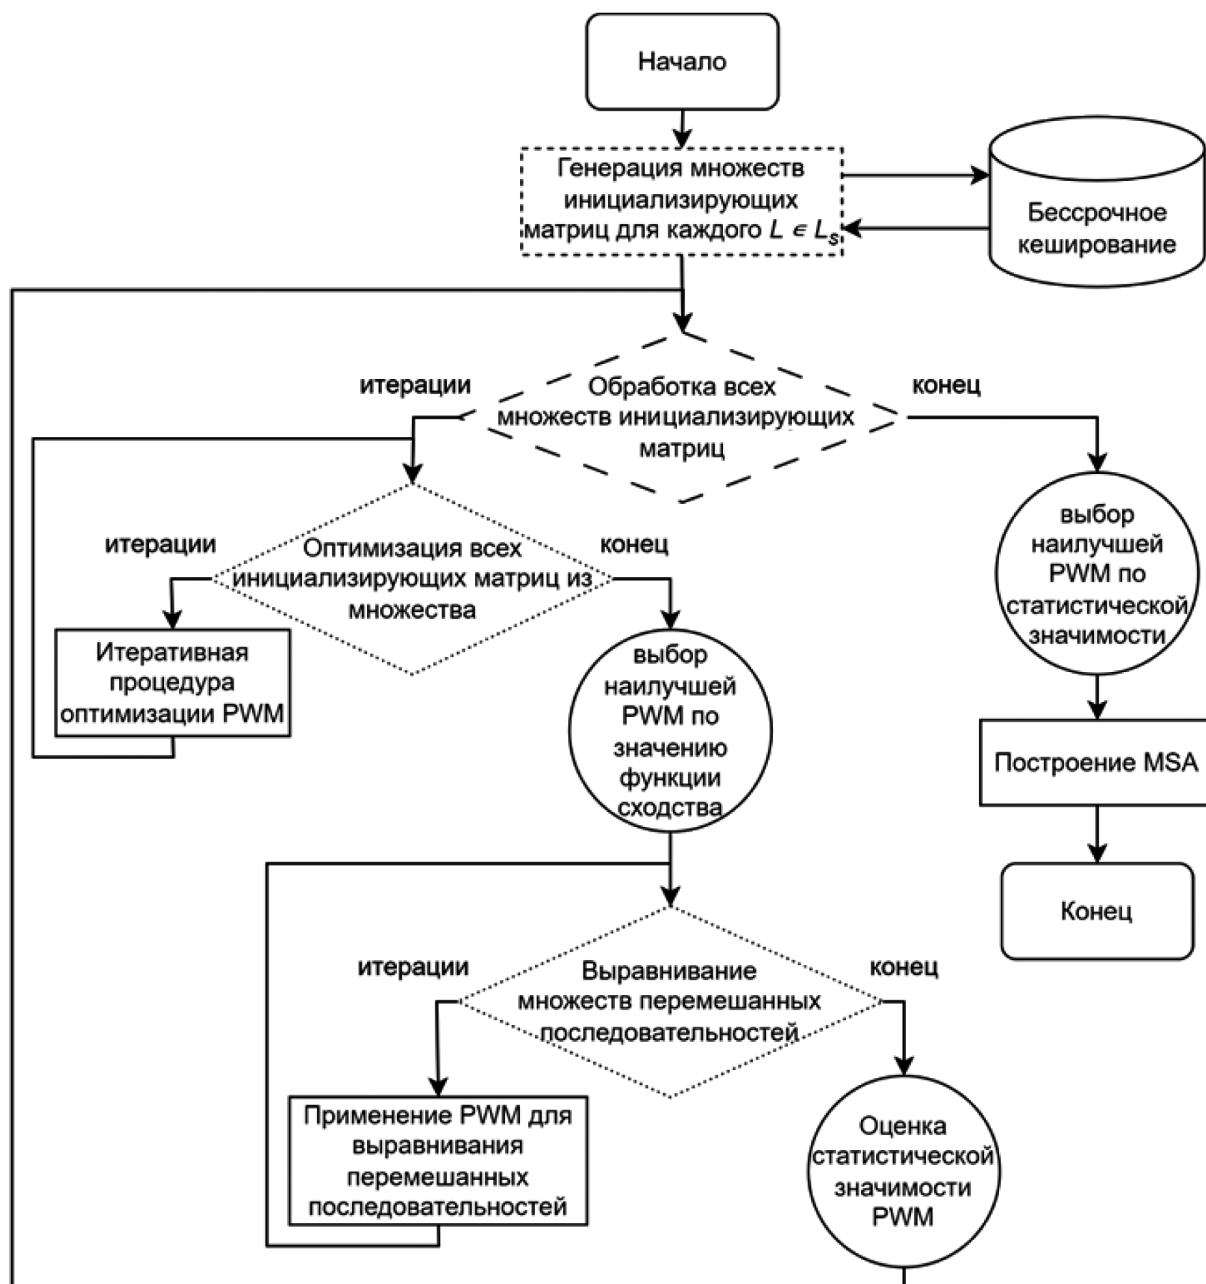 Начало
Генерация множеств
инициализирующих
матриц для каждого L ∈ Ls
Бессрочное
кеширование
итерации
Обработка всех
множеств инициализирующих
матриц
конец
итерации
Оптимизация всех
инициализирующих матриц из
множества
конец
выбор
наилучшей
PWM по
статистической
значимости
Итеративная
процедура
оптимизации PWM
выбор
наилучшей
PWM по
значению
функции
сходства
Построение MSA
Конец
итерации
Выравнивание
множеств перемешанных
последовательностей
конец
Применение PWM для
выравнивания
перемешанных
последовательностей
Оценка
статистической
значимости
PWM